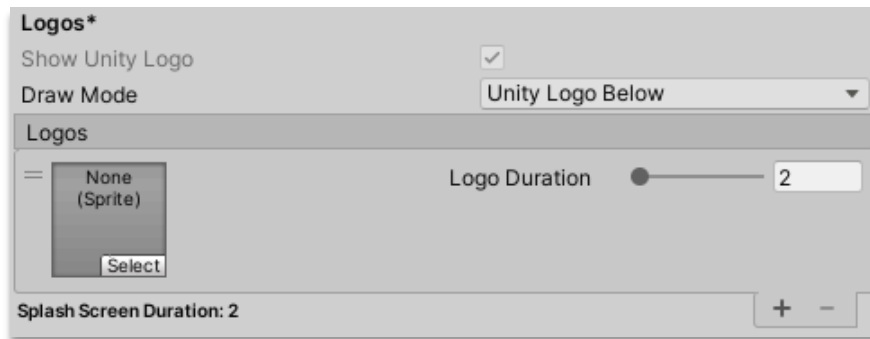 Logos*
Show Unity Logo
Draw Mode Unity Logo Below
Logos
None
(Sprite)
Select
Logo Duration 2
Splash Screen Duration: 2
+ −